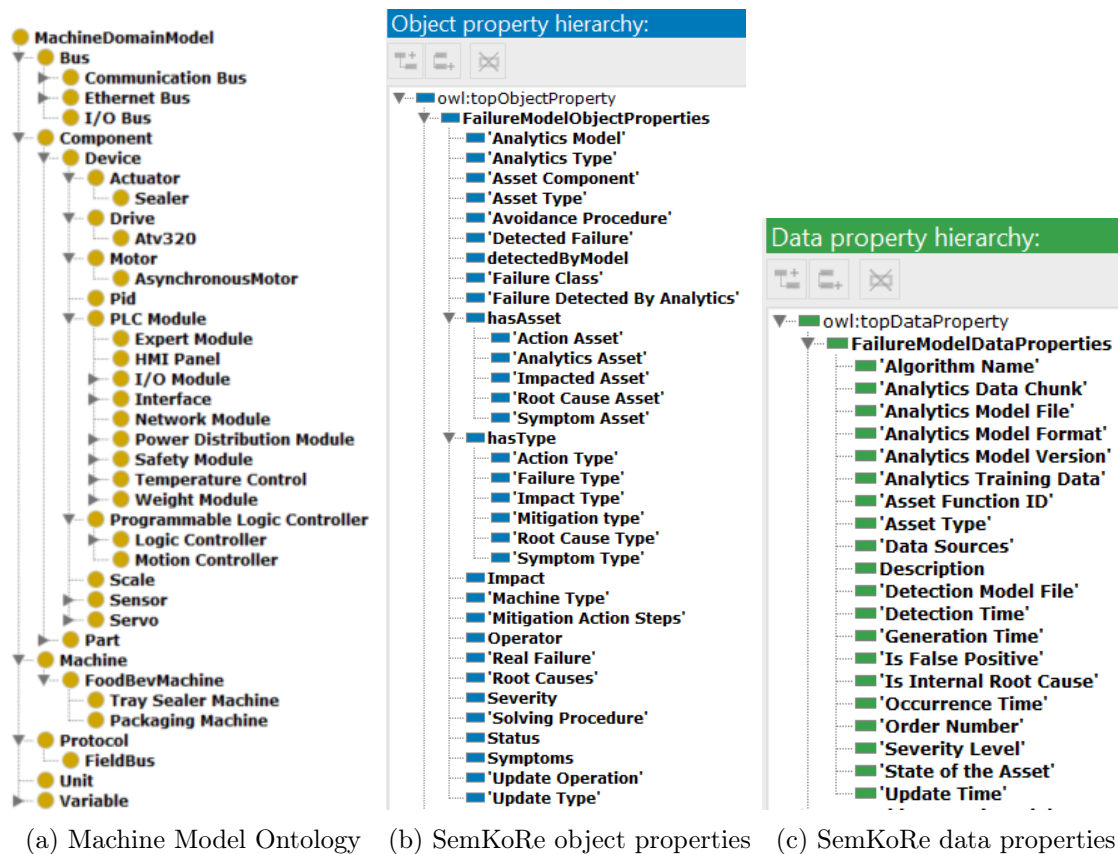 MachineDomainModel
Bus
Communication Bus
Ethernet Bus
I/O Bus
Component
Device
Actuator
Sealer
Drive
Atv320
Motor
AsynchronousMotor
Pid
PLC Module
Expert Module
HMI Panel
I/O Module
Interface
Network Module
Power Distribution Module
Safety Module
Temperature Control
Weight Module
Programmable Logic Controller
Logic Controller
Motion Controller
Scale
Sensor
Servo
Part
Machine
FoodBevMachine
Tray Sealer Machine
Packaging Machine
Protocol
FieldBus
Unit
Variable
(a) Machine Model Ontology
Object property hierarchy:
owl:topObjectProperty
FailureModelObjectProperties
'Analytics Model'
'Analytics Type'
'Asset Component'
'Asset Type'
'Avoidance Procedure'
'Detected Failure'
detectedByModel
'Failure Class'
'Failure Detected By Analytics'
hasAsset
'Action Asset'
'Analytics Asset'
'Impacted Asset'
'Root Cause Asset'
'Symptom Asset'
hasType
'Action Type'
'Failure Type'
'Impact Type'
'Mitigation type'
'Root Cause Type'
'Symptom Type'
Impact
'Machine Type'
'Mitigation Action Steps'
Operator
'Real Failure'
'Root Causes'
Severity
'Solving Procedure'
Status
Symptoms
'Update Operation'
'Update Type'
(b) SemKoRe object properties
Data property hierarchy:
owl:topDataProperty
FailureModelDataProperties
'Algorithm Name'
'Analytics Data Chunk'
'Analytics Model File'
'Analytics Model Format'
'Analytics Model Version'
'Analytics Training Data'
'Asset Function ID'
'Asset Type'
'Data Sources'
Description
'Detection Model File'
'Detection Time'
'Generation Time'
'Is False Positive'
'Is Internal Root Cause'
'Occurrence Time'
'Order Number'
'Severity Level'
'State of the Asset'
'Update Time'
(c) SemKoRe data properties